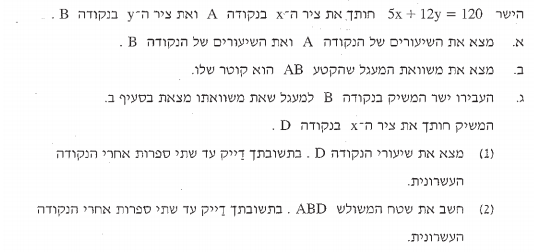 הישר 5x + 12y = 120 חותך את ציר ה־x בנקודה A ואת ציר ה־y בנקודה B .
א. מצא את השיעורים של הנקודה A ואת השיעורים של הנקודה B .
ב. מצא את משוואת המעגל שהקטע AB הוא קוטר שלו.
ג. העבירו ישר המשיק בנקודה B למעגל שאת משוואתו מצאת בסעיף ב.
המשיק חותך את ציר ה־x בנקודה D .
(1) מצא את שיעורי הנקודה D . בתשובתך דַייק עד שתי ספרות אחרי הנקודה
העשרונית.
(2) חשב את שטח המשולש ABD . בתשובתך דַייק עד שתי ספרות אחרי הנקודה
העשרונית.